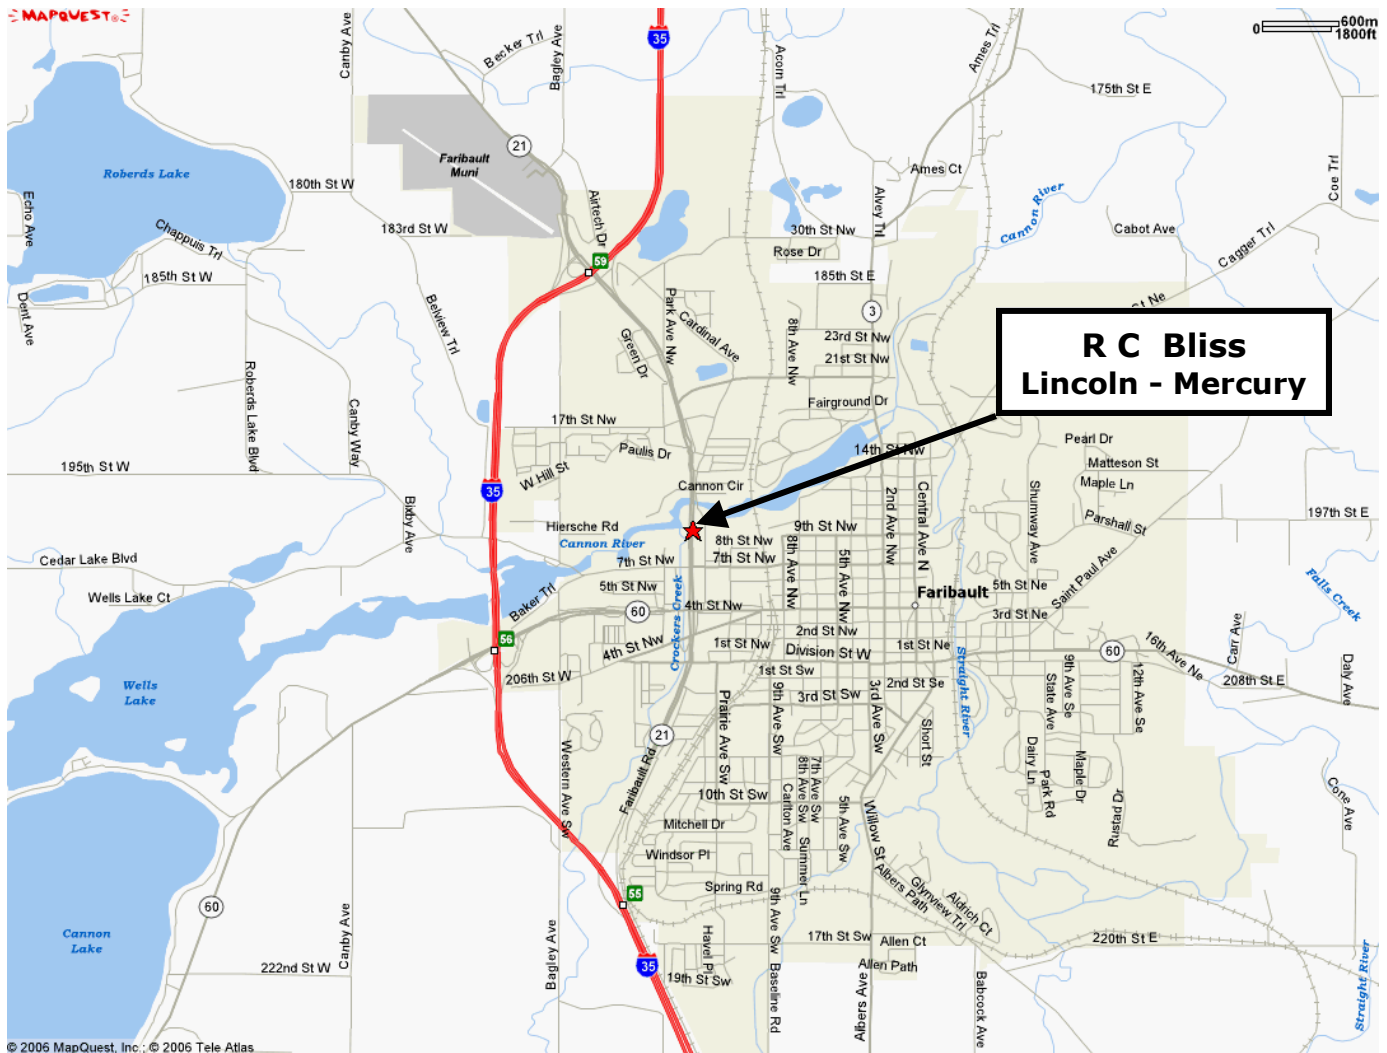 MAPQUEST®
600m
0
1800ft
35
Canby Ave
Becker Trl
Bagley Ave
Acorn Trl
Ames Trl
175th St E
21
Faribault
Muni
Roberds Lake
180th St W
Echo Ave
Airtech Dr
Alvey Trl
Ames Ct
Coe Trl
Cannon River
Chappuis Trl
183rd St W
30th St Nw
Cabot Ave
Cagger Trl
Rose Dr
59
185th St W
185th St E
Dent Ave
Belview Trl
Park Ave Nw
Cardinal Ave
Green Dr
8th Ave Nw
3
St Ne
23rd St Nw
21st St Nw
R C Bliss
Lincoln - Mercury
Roberds Lake Blvd
Canby Way
Fairground Dr
17th St Nw
Paulis Dr
14th St Nw
Pearl Dr
Matteson St
Maple Ln
195th St W
W Hill St
35
Cannon Cir
2nd Ave Nw
Central Ave N
Shumway Ave
Parshall St
197th St E
Bixby Ave
Hiersche Rd
Cannon River
9th St Nw
8th St Nw
7th St Nw
7th St Nw
8th Ave Nw
5th Ave Nw
Saint Paul Ave
Cedar Lake Blvd
Wells Lake Ct
Baker Trl
5th St Nw
Faribault
5th St Ne
3rd St Ne
Falls Creek
60
4th St Nw
Crockers Creek
56
4th St Nw
1st St Nw
2nd St Nw
Division St W
1st St Ne
Straight River
60
16th Ave Ne
Carr Ave
Daly Ave
206th St W
1st St Sw
2nd St Se
208th St E
Wells
Lake
3rd St Sw
Prairie Ave Sw
9th Ave Sw
3rd Ave Sw
Short St
State Ave
9th Ave Se
12th Ave Se
21
Western Ave Sw
Faribault Rd
Dairy Ln
Park Rd
Maple Dr
Rustad Dr
Cone Ave
10th St Sw
Carlton Ave
8th Ave Sw
7th Ave Sw
5th Ave Sw
Willow St
Mitchell Dr
Windsor Pl
Summer Ln
Spring Rd
Albers Path
Glynview Trl
Aldrich Ct
55
60
Cannon
Lake
Canby Ave
Bagley Ave
9th Ave Sw
17th St Sw
Allen Ct
220th St E
Havel Pl
Allen Path
35
222nd St W
19th St Sw
Baseline Rd
Albers Ave
Babcock Ave
Straight River
© 2006 MapQuest, Inc.; © 2006 Tele Atlas